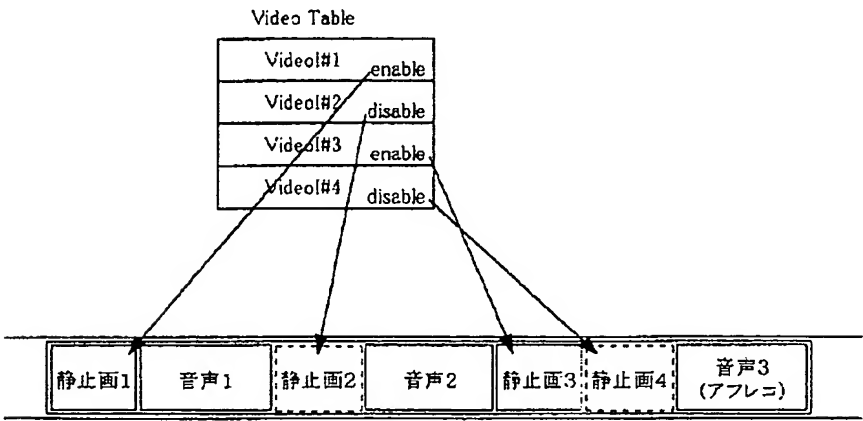 Video Table
VideoI#1 enable
VideoI#2 disable
VideoI#3 enable
VideoI#4 disable
静止画1 音声1 静止画2 音声2 静止画3 静止画4 音声3
(アフレコ)